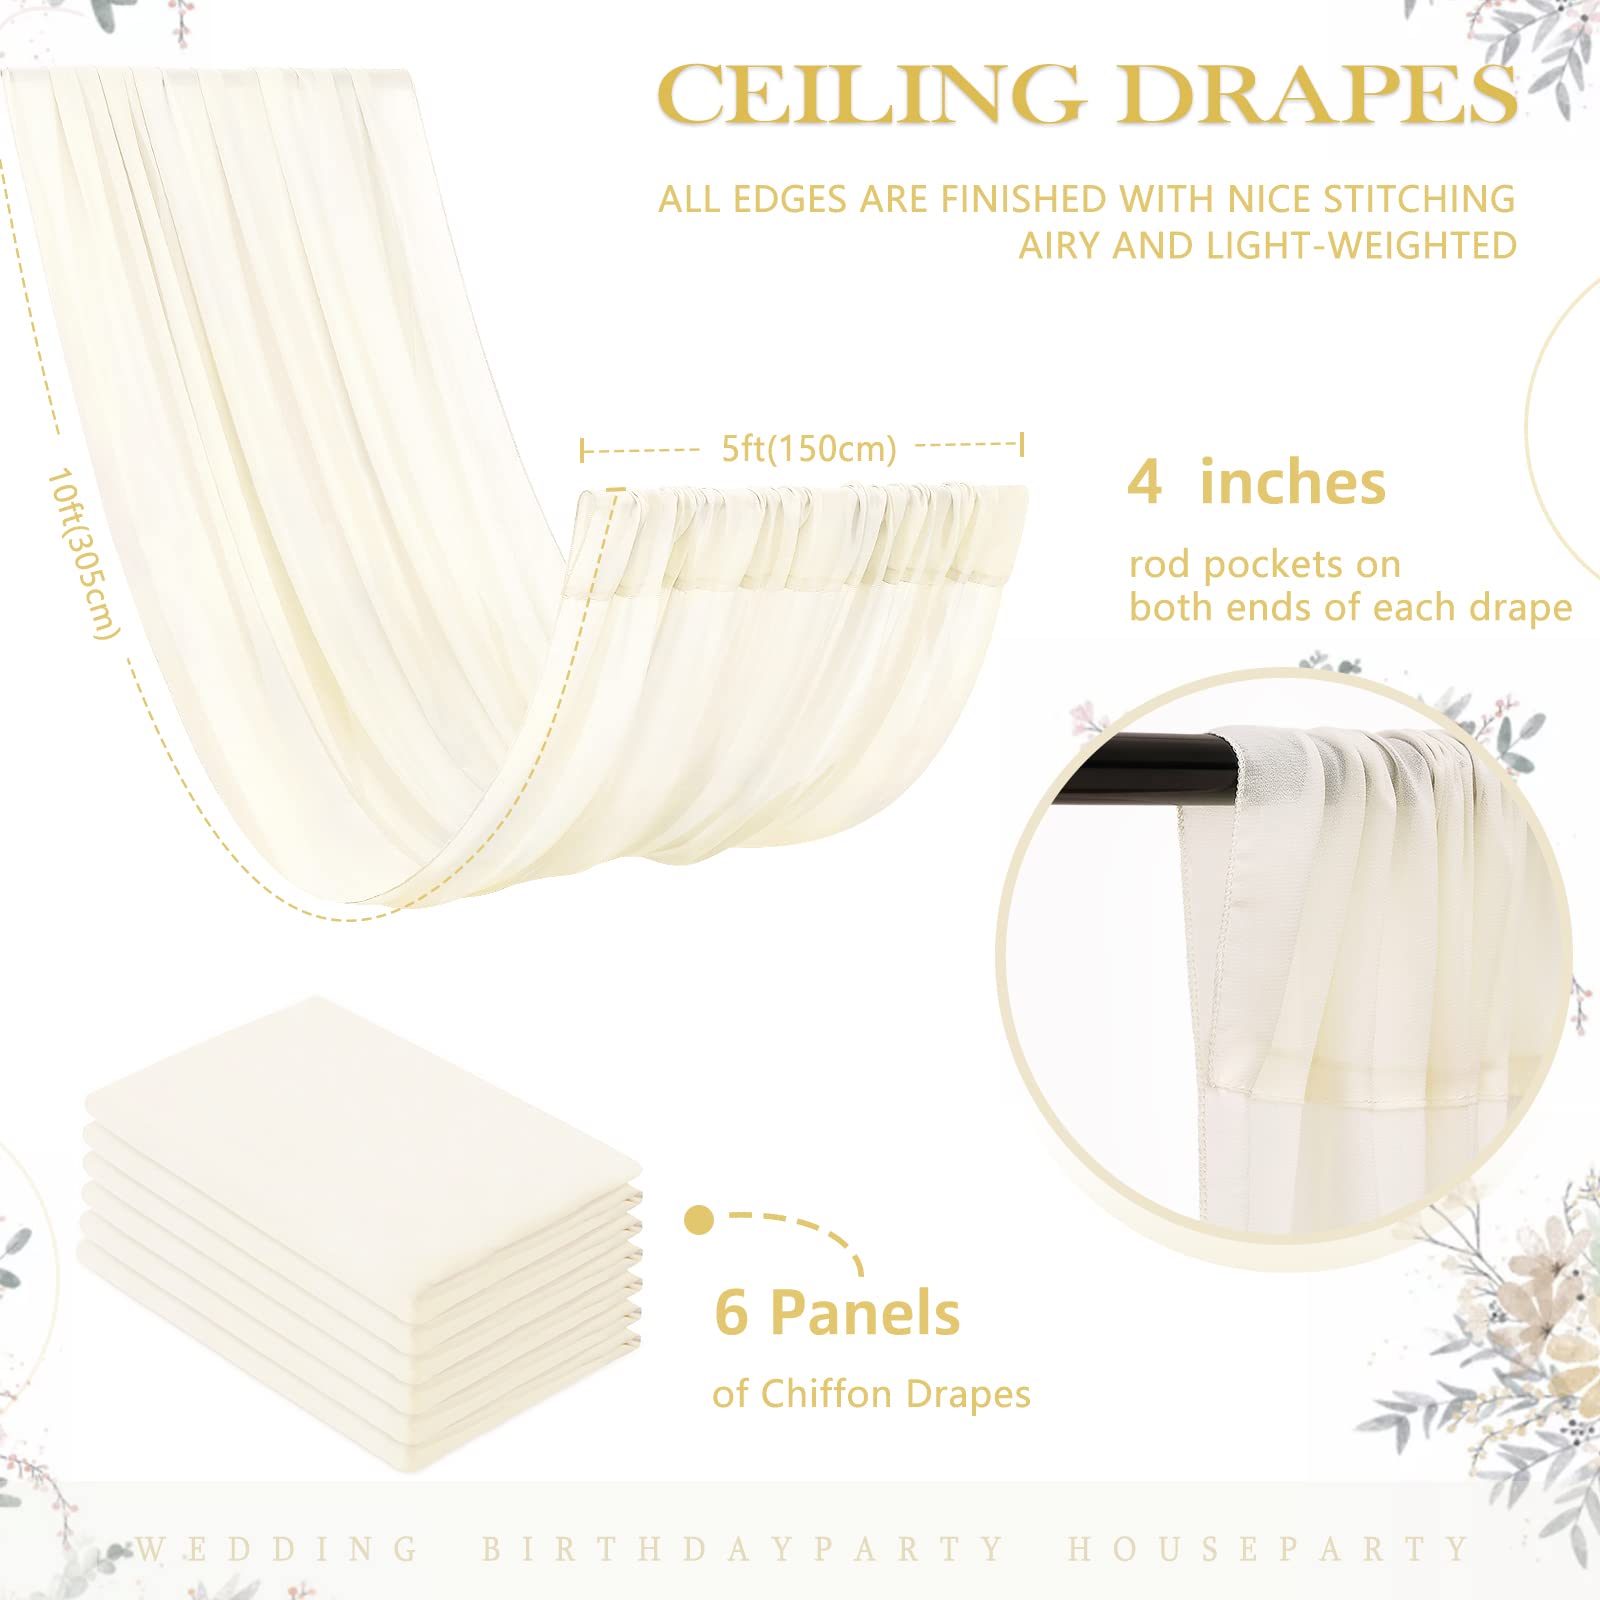 CEILING DRAPES
ALL EDGES ARE FINISHED WITH NICE STITCHING
AIRY AND LIGHT-WEIGHTED
5ft(150cm)
10ft(305cm)
4 inches
rod pockets on
both ends of each drape
6 Panels
of Chiffon Drapes
WEDDING BIRTHDAYPARTY HOUSEPARTY